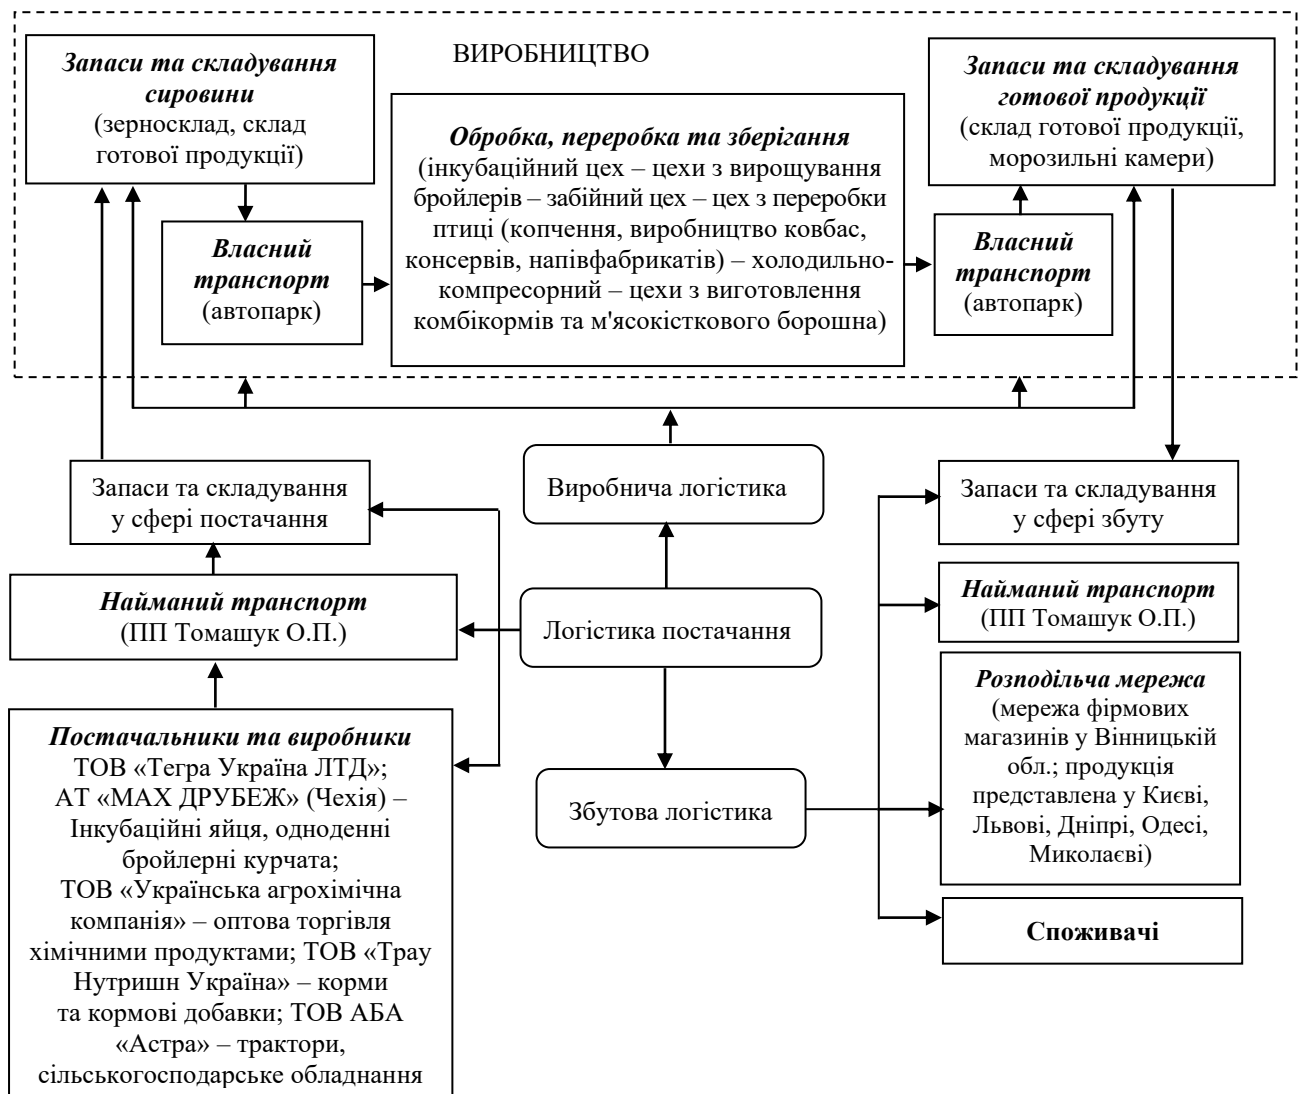 ВИРОБНИЦТВО
Запаси та складування
сировини
(зерносклад, склад
готової продукції)
Власний
транспорт
(автопарк)
Обробка, переробка та зберігання
(інкубаційний цех – цехи з вирощування
бройлерів – забійний цех – цех з переробки
птиці (копчення, виробництво ковбас,
консервів, напівфабрикатів) – холодильно-
компресорний – цехи з виготовлення
комбікормів та м'ясокісткового борошна)
Запаси та складування
готової продукції
(склад готової продукції,
морозильні камери)
Власний
транспорт
(автопарк)
Запаси та складування
у сфері постачання
Найманий транспорт
(ПП Томашук О.П.)
Постачальники та виробники
ТОВ «Тегра Україна ЛТД»;
АТ «МАХ ДРУБЕЖ» (Чехія) –
Інкубаційні яйця, одноденні
бройлерні курчата;
ТОВ «Українська агрохімічна
компанія» – оптова торгівля
хімічними продуктами; ТОВ «Трау
Нутришн Україна» – корми
та кормові добавки; ТОВ АБА
«Астра» – трактори,
сільськогосподарське обладнання
Виробнича логістика
Логістика постачання
Збутова логістика
Запаси та складування
у сфері збуту
Найманий транспорт
(ПП Томашук О.П.)
Розподільча мережа
(мережа фірмових
магазинів у Вінницькій
обл.; продукція
представлена у Києві,
Львові, Дніпрі, Одесі,
Миколаєві)
Споживачі